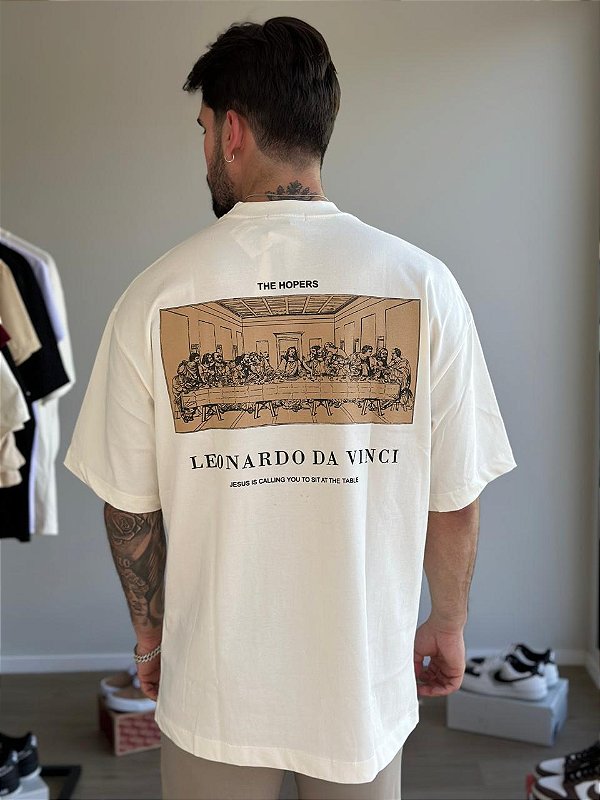 THE HOPERS
LEONARDO DA VINCI
JESUS IS CALLING YOU TO SIT AT THE TABLE